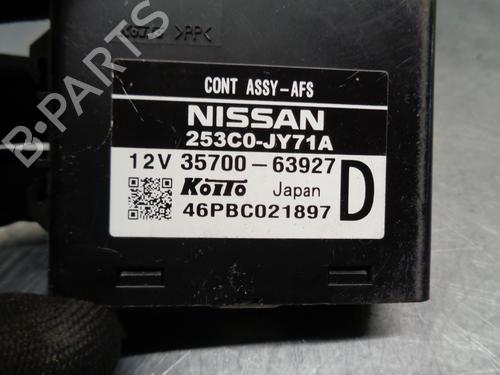 KOITO >PP<
CONT ASSY-AFS
NISSAN
253C0-JY71A
12V 35700-63927
KOITO Japan D
46PBC021897
B-PARTS